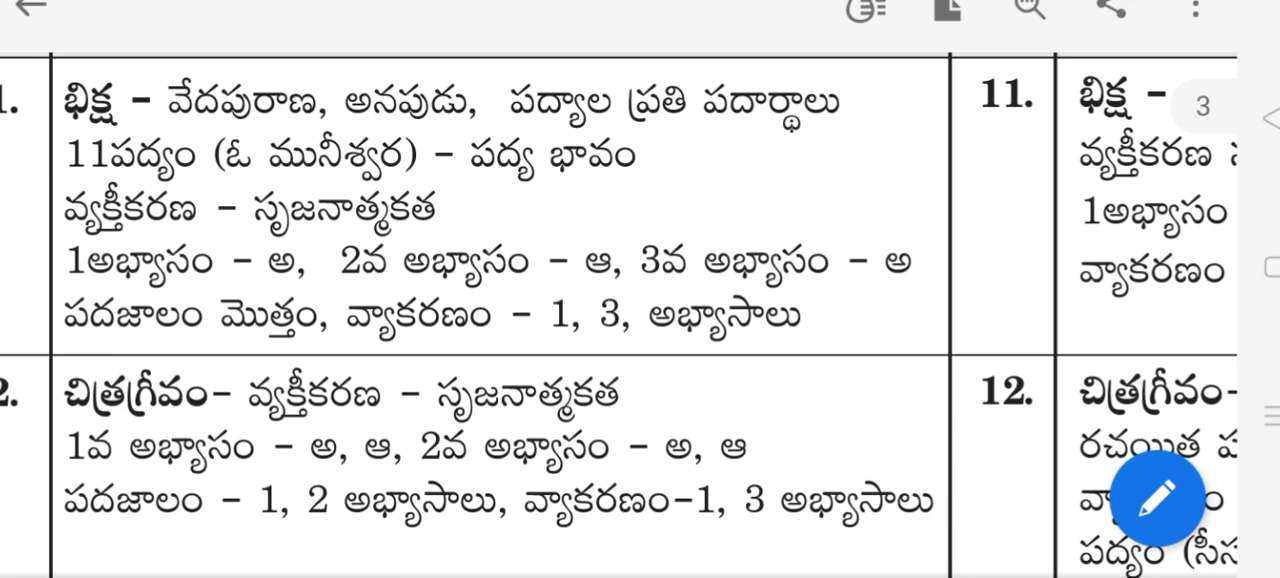 భిక్ష - వేదపురాణ, అనపుడు, పద్యాల ప్రతి పదార్థాలు
11పద్యం (ఓ మునీశ్వర) - పద్య భావం
వ్యక్తీకరణ - సృజనాత్మకత
1అభ్యాసం - అ, 2వ అభ్యాసం - ఆ, 3వ అభ్యాసం - అ
పదజాలం మొత్తం, వ్యాకరణం - 1, 3, అభ్యాసాలు
11.
భిక్ష -
3
వ్యక్తీకరణ
1అభ్యాసం
వ్యాకరణం
చిత్రగ్రీవం- వ్యక్తీకరణ - సృజనాత్మకత
1వ అభ్యాసం - అ, ఆ, 2వ అభ్యాసం - అ, ఆ
పదజాలం - 1, 2 అభ్యాసాలు, వ్యాకరణం-1, 3 అభ్యాసాలు
12.
చిత్రగ్రీవం-
రచయిత
పద్యం